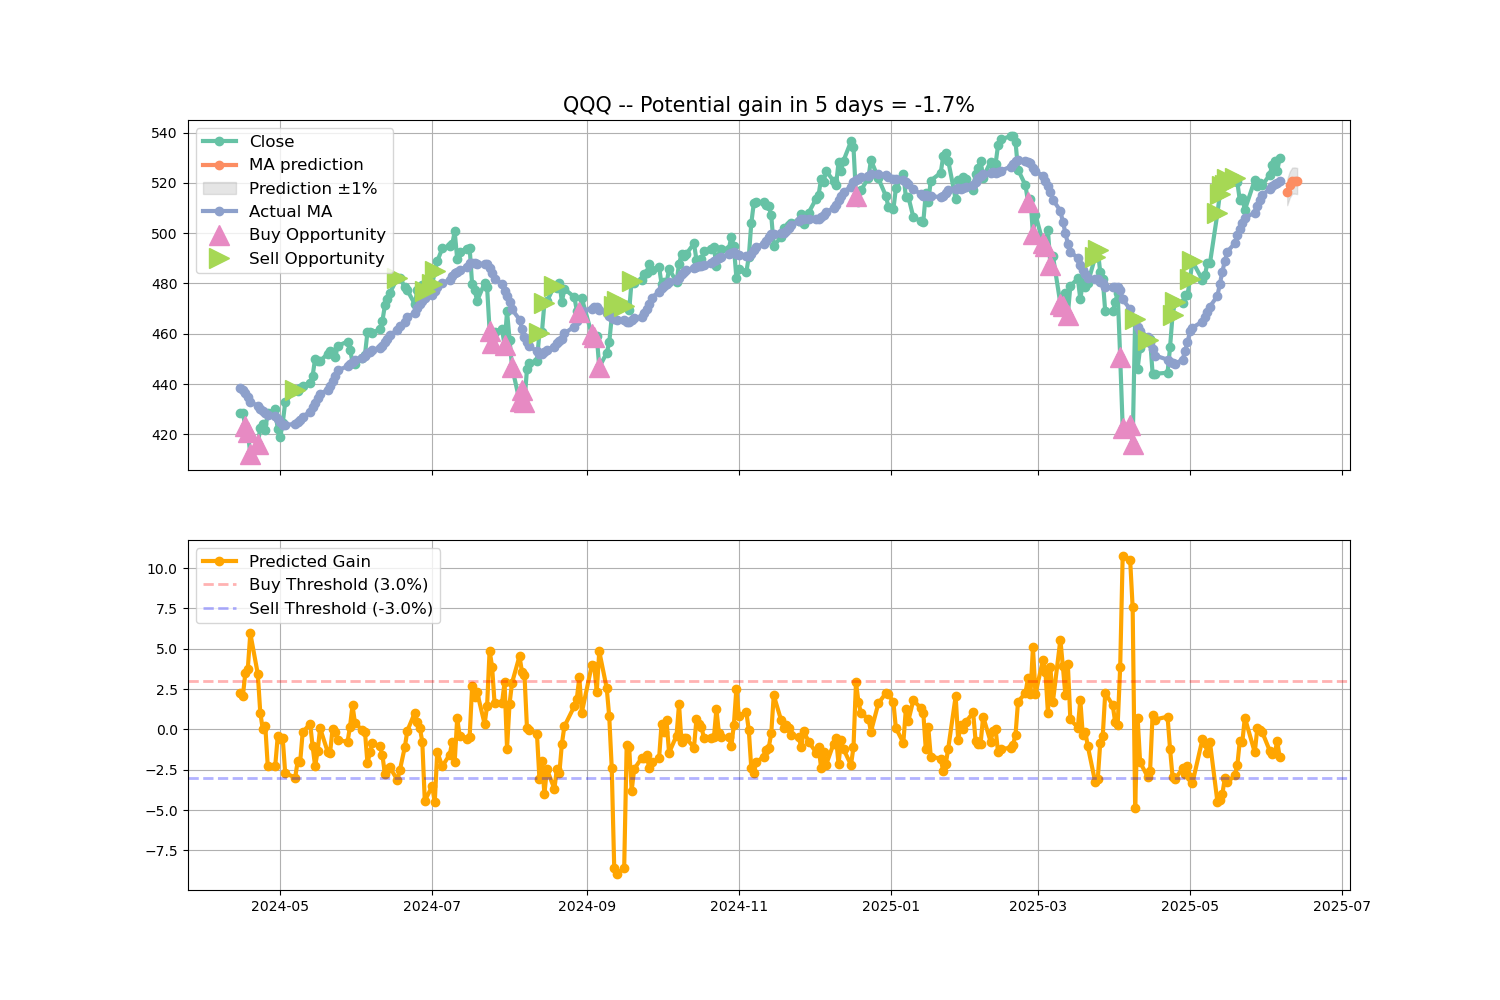 QQQ -- Potential gain in 5 days = -1.7%
540
520
500
480
460
440
420
Close
MA prediction
Prediction ±1%
Actual MA
Buy Opportunity
Sell Opportunity
10.0
7.5
5.0
2.5
0.0
−2.5
−5.0
−7.5
Predicted Gain
Buy Threshold (3.0%)
Sell Threshold (-3.0%)
2024-05
2024-07
2024-09
2024-11
2025-01
2025-03
2025-05
2025-07